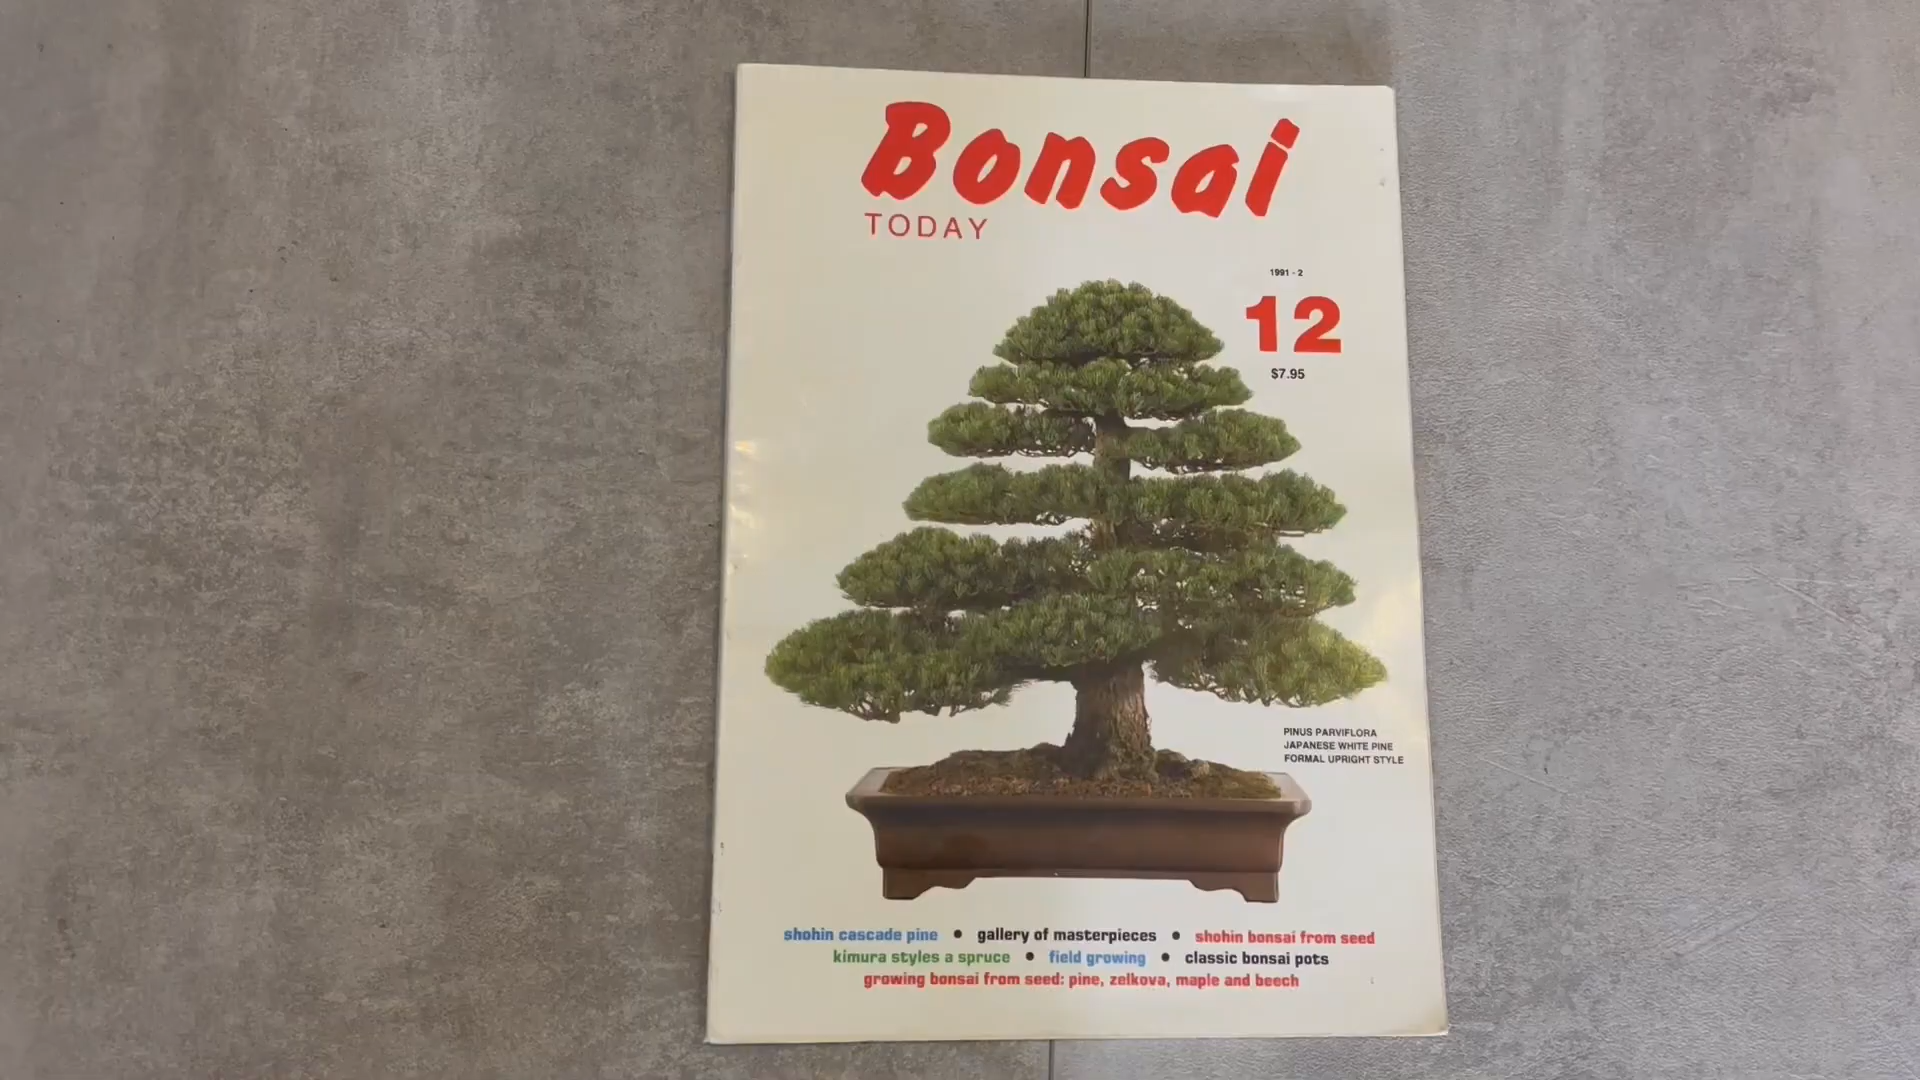 Bonsai
TODAY
1991 - 2
12
$7.95
PINUS PARVIFLORA
JAPANESE WHITE PINE
FORMAL UPRIGHT STYLE
shohin cascade pine • gallery of masterpieces • shohin bonsai from seed
kimura styles a spruce • field growing • classic bonsai pots
growing bonsai from seed: pine, zelkova, maple and beech